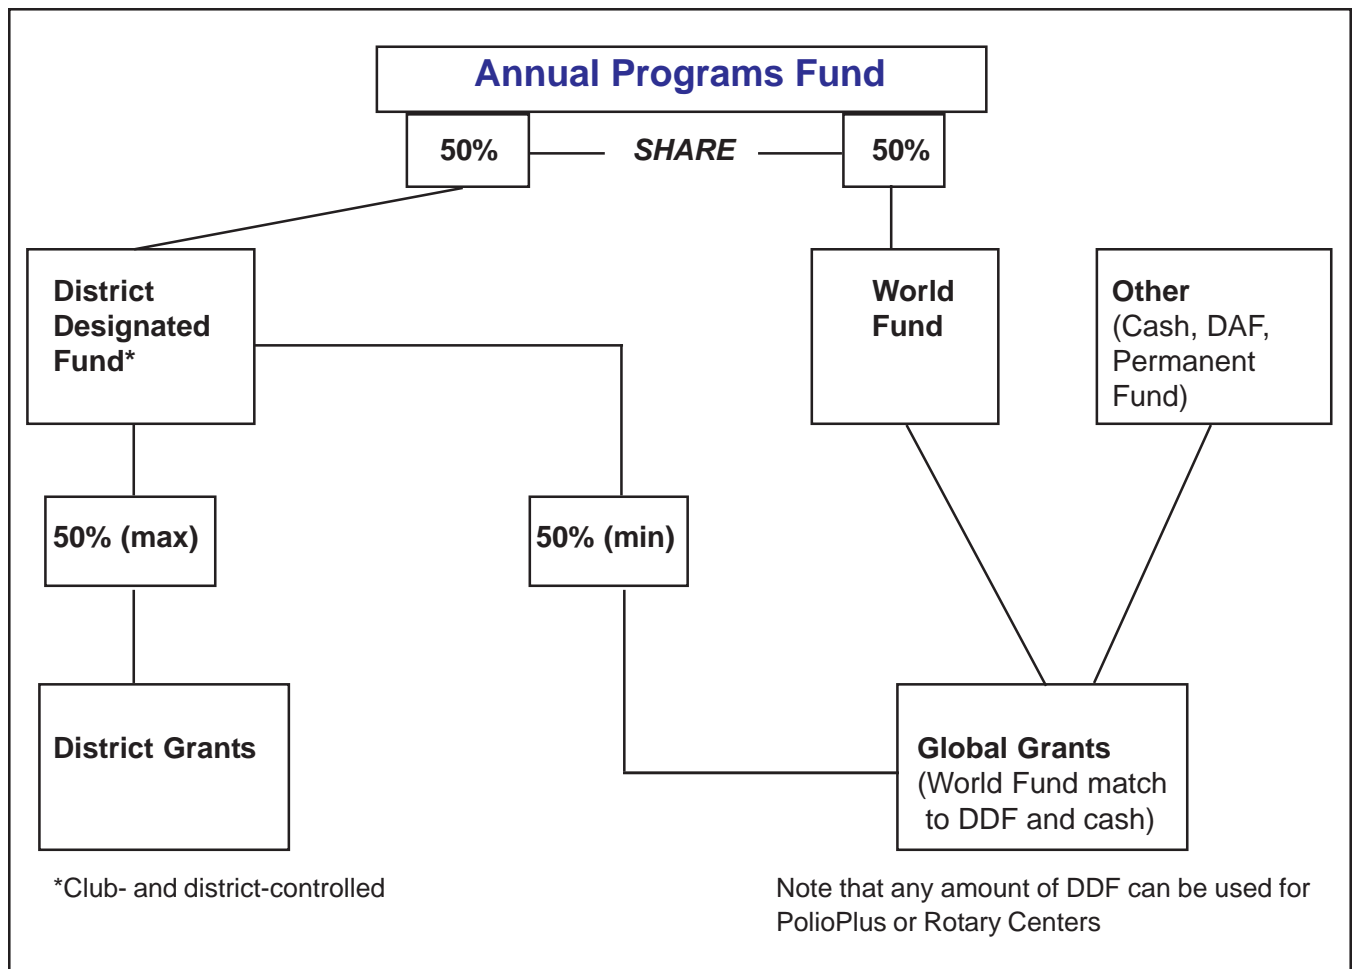 Annual Programs Fund
50% SHARE 50%
District
Designated
Fund*
World
Fund
Other
(Cash, DAF,
Permanent
Fund)
50% (max)
50% (min)
District Grants
Global Grants
(World Fund match
to DDF and cash)
*Club- and district-controlled
Note that any amount of DDF can be used for
PolioPlus or Rotary Centers